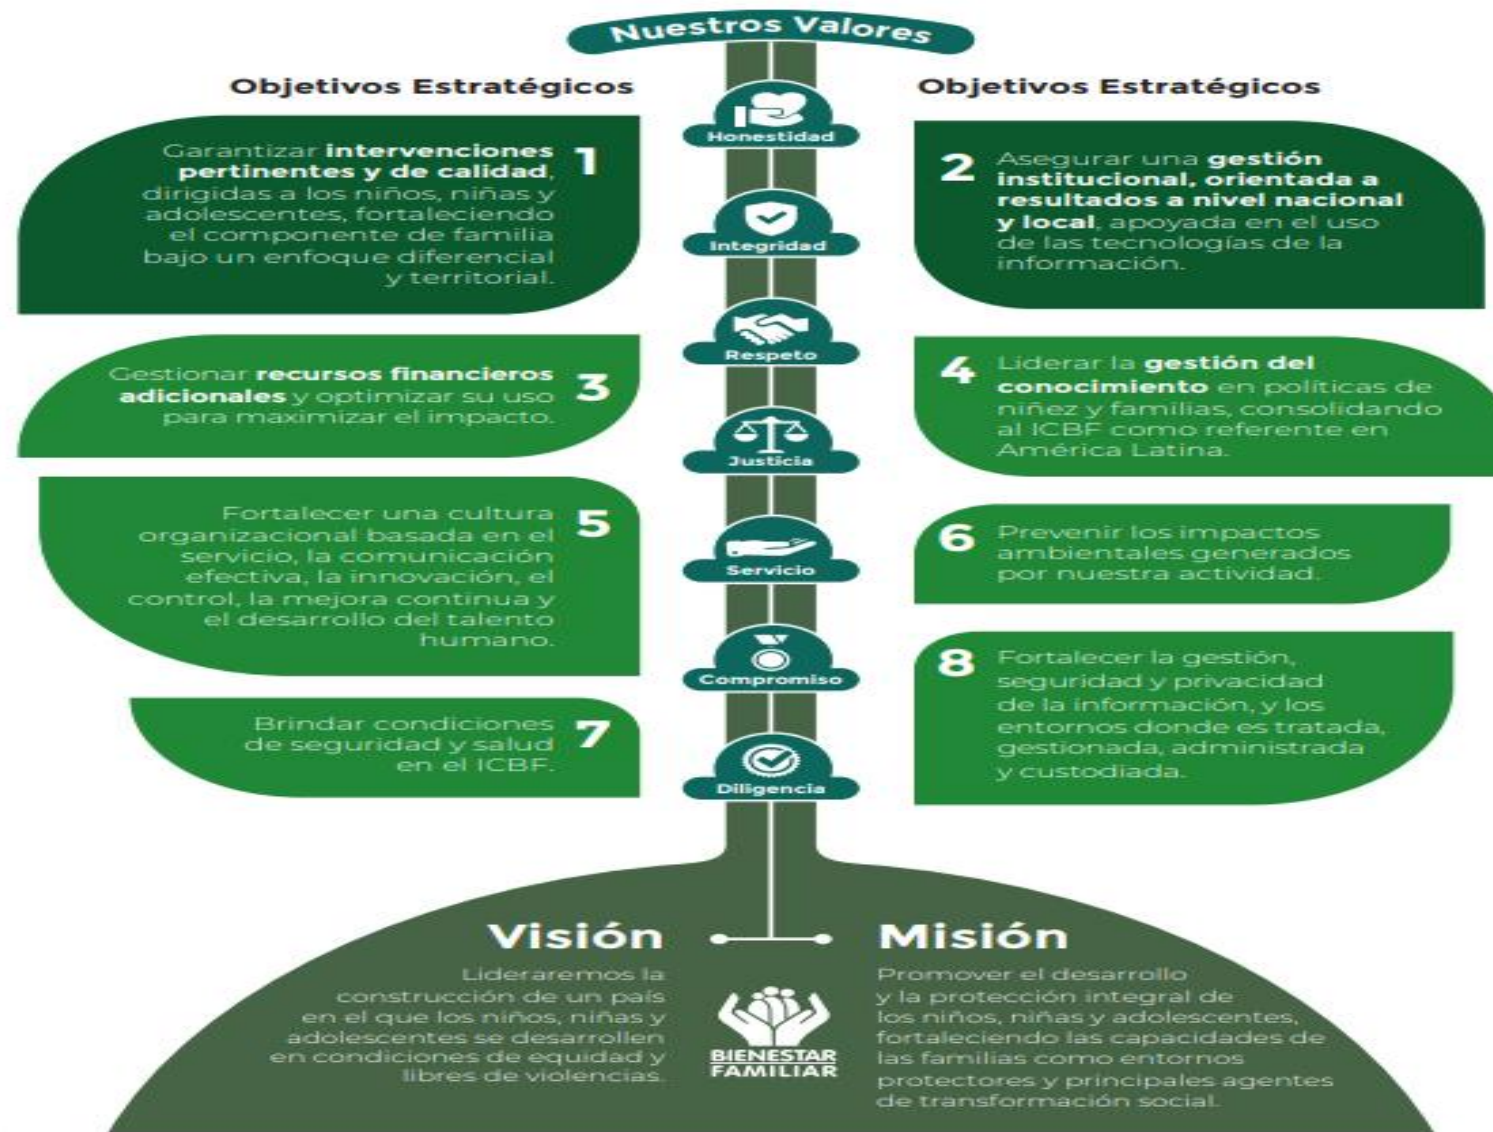 Nuestros Valores
Objetivos Estratégicos
Objetivos Estratégicos
1
Garantizar intervenciones
pertinentes y de calidad,
dirigidas a los niños, niñas y
adolescentes, fortaleciendo
el componente de familia
bajo un enfoque diferencial
y territorial.
2
Asegurar una gestión
institucional, orientada a
resultados a nivel nacional
y local, apoyada en el uso
de las tecnologías de la
información.
3
Gestionar recursos financieros
adicionales y optimizar su uso
para maximizar el impacto.
4
Liderar la gestión del
conocimiento en políticas de
niñez y familias, consolidando
al ICBF como referente en
América Latina.
5
Fortalecer una cultura
organizacional basada en el
servicio, la comunicación
efectiva, la innovación, el
control, la mejora continua y
el desarrollo del talento
humano.
6
Prevenir los impactos
ambientales generados
por nuestra actividad.
7
Brindar condiciones
de seguridad y salud
en el ICBF.
8
Fortalecer la gestión,
seguridad y privacidad
de la información, y los
entornos donde es tratada,
gestionada, administrada
y custodiada.
Honestidad
Integridad
Respeto
Justicia
Servicio
Compromiso
Diligencia
Visión
Lideraremos la
construcción de un país
en el que los niños, niñas y
adolescentes se desarrollen
en condiciones de equidad y
libres de violencias.
BIENESTAR
FAMILIAR
Misión
Promover el desarrollo
y la protección integral de
los niños, niñas y adolescentes,
fortaleciendo las capacidades de
las familias como entornos
protectores y principales agentes
de transformación social.